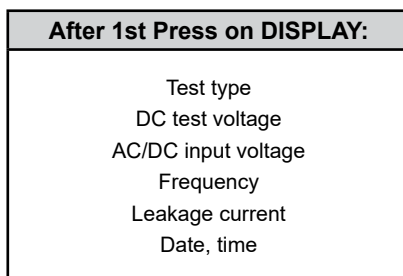 After 1st Press on DISPLAY:
Test type
DC test voltage
AC/DC input voltage
Frequency
Leakage current
Date, time